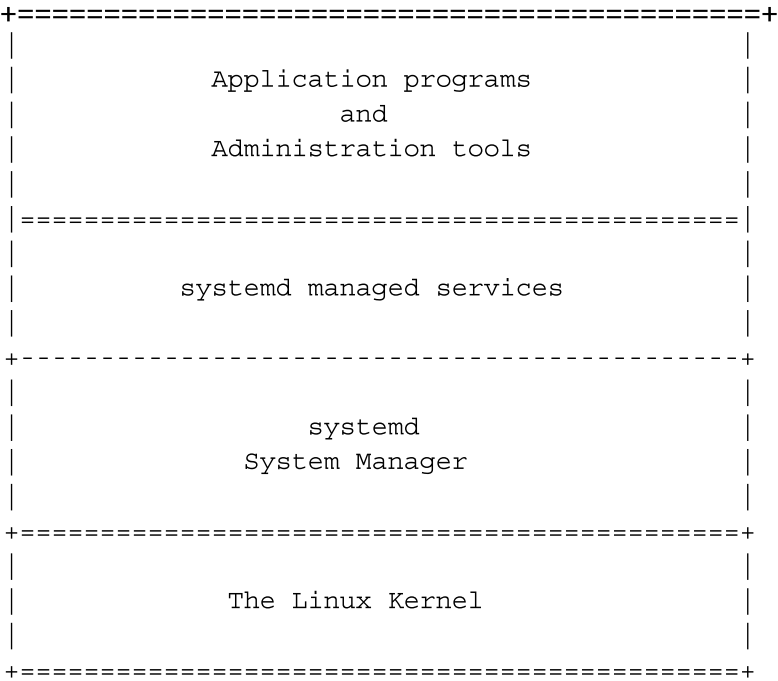 Application programs
and
Administration tools
systemd managed services
systemd
System Manager
The Linux Kernel